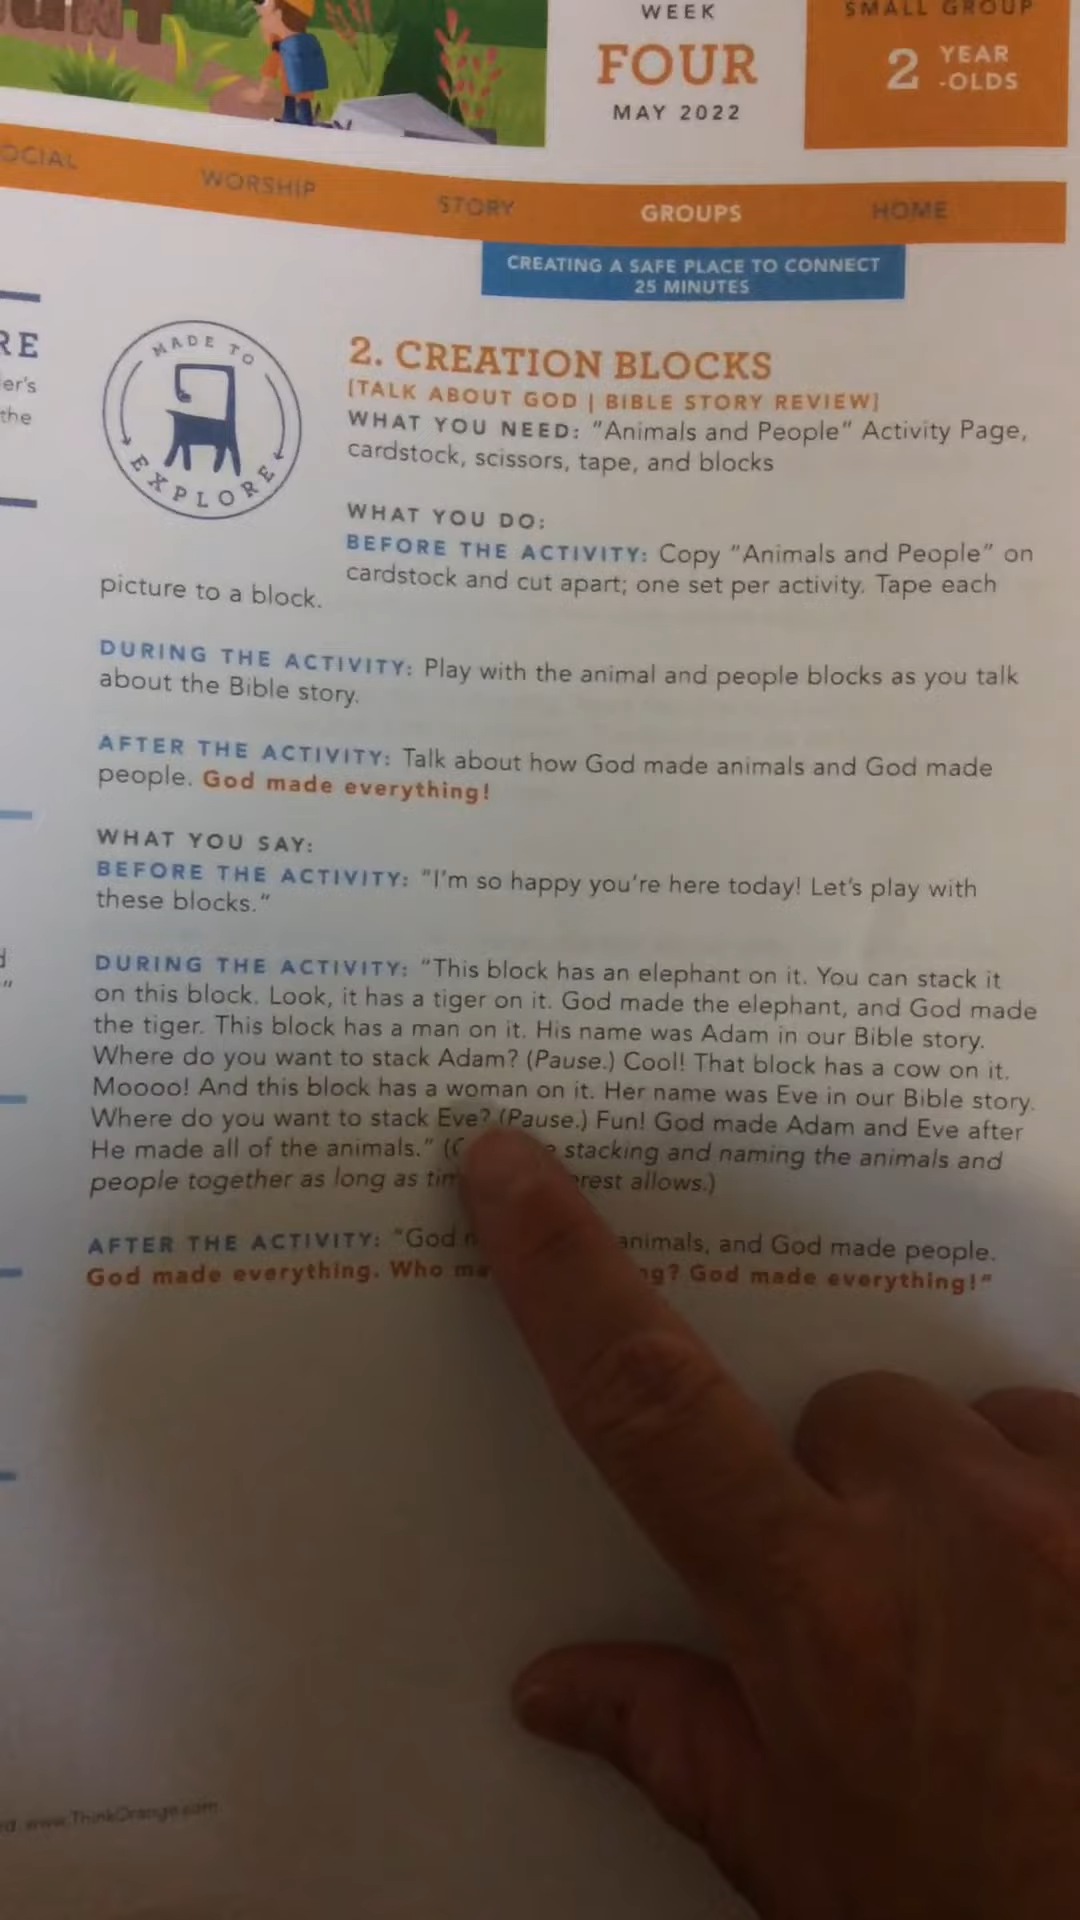 UNT
WEEK
FOUR
MAY 2022
SMALL GROUP
2 YEAR
-OLDS
OCIAL WORSHIP STORY GROUPS HOME
CREATING A SAFE PLACE TO CONNECT
25 MINUTES
RE
er's
the
MADE TO
EXPLORE
2. CREATION BLOCKS
[TALK ABOUT GOD | BIBLE STORY REVIEW]
WHAT YOU NEED: "Animals and People" Activity Page,
cardstock, scissors, tape, and blocks
WHAT YOU DO:
BEFORE THE ACTIVITY: Copy "Animals and People" on
cardstock and cut apart; one set per activity. Tape each
picture to a block.
DURING THE ACTIVITY: Play with the animal and people blocks as you talk
about the Bible story.
AFTER THE ACTIVITY: Talk about how God made animals and God made
people. God made everything!
WHAT YOU SAY:
BEFORE THE ACTIVITY: "I'm so happy you're here today! Let's play with
these blocks."
DURING THE ACTIVITY: "This block has an elephant on it. You can stack it
on this block. Look, it has a tiger on it. God made the elephant, and God made
the tiger. This block has a man on it. His name was Adam in our Bible story.
Where do you want to stack Adam? (Pause.) Cool! That block has a cow on it.
Moooo! And this block has a woman on it. Her name was Eve in our Bible story.
Where do you want to stack Eve? (Pause.) Fun! God made Adam and Eve after
He made all of the animals." ( stacking and naming the animals and
people together as long as allows.)
AFTER THE ACTIVITY: "God animals, and God made people.
God made everything. Who God made everything!"
www.ThinkOrange.com